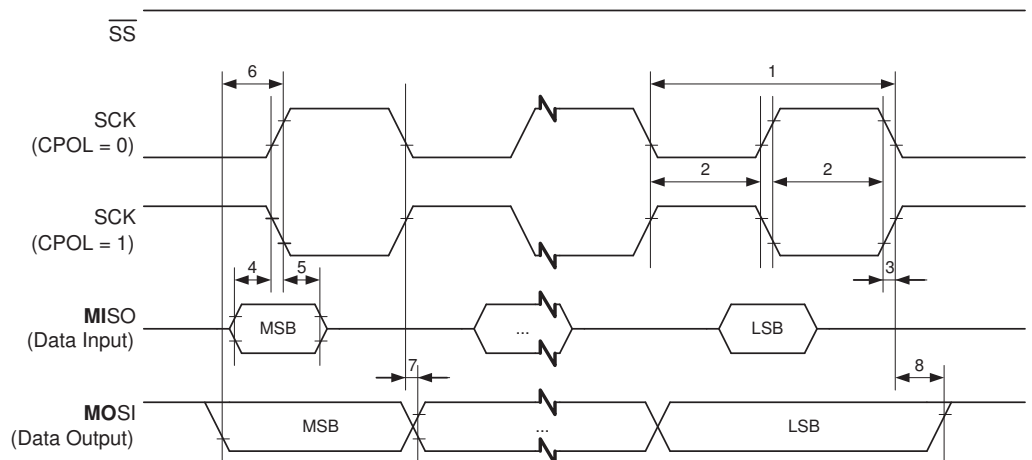 SS
6
1
SCK
(CPOL = 0)
2
2
SCK
(CPOL = 1)
4
5
3
MISO
(Data Input)
MSB
...
LSB
7
8
MOSI
(Data Output)
MSB
...
LSB